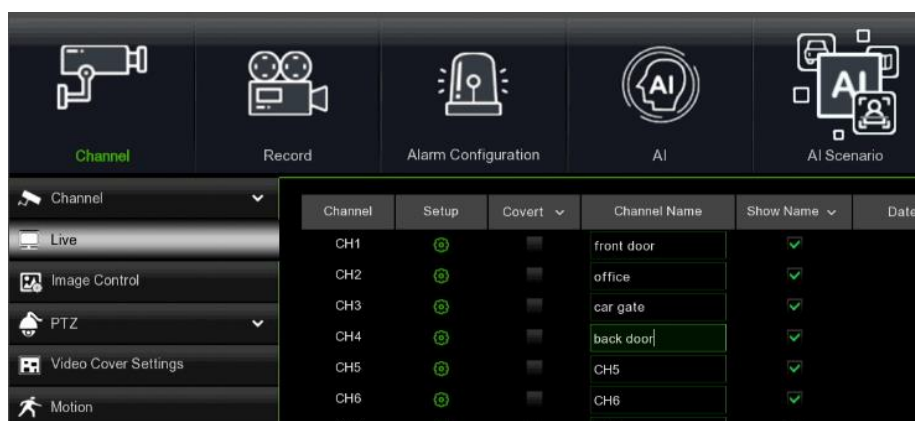 AI
AI
Channel Record Alarm Configuration AI AI Scenario
Channel
Live
Image Control
PTZ
Video Cover Settings
Motion
Channel Setup Covert Channel Name Show Name Date
CH1 front door
CH2 office
CH3 car gate
CH4 back door
CH5 CH5
CH6 CH6